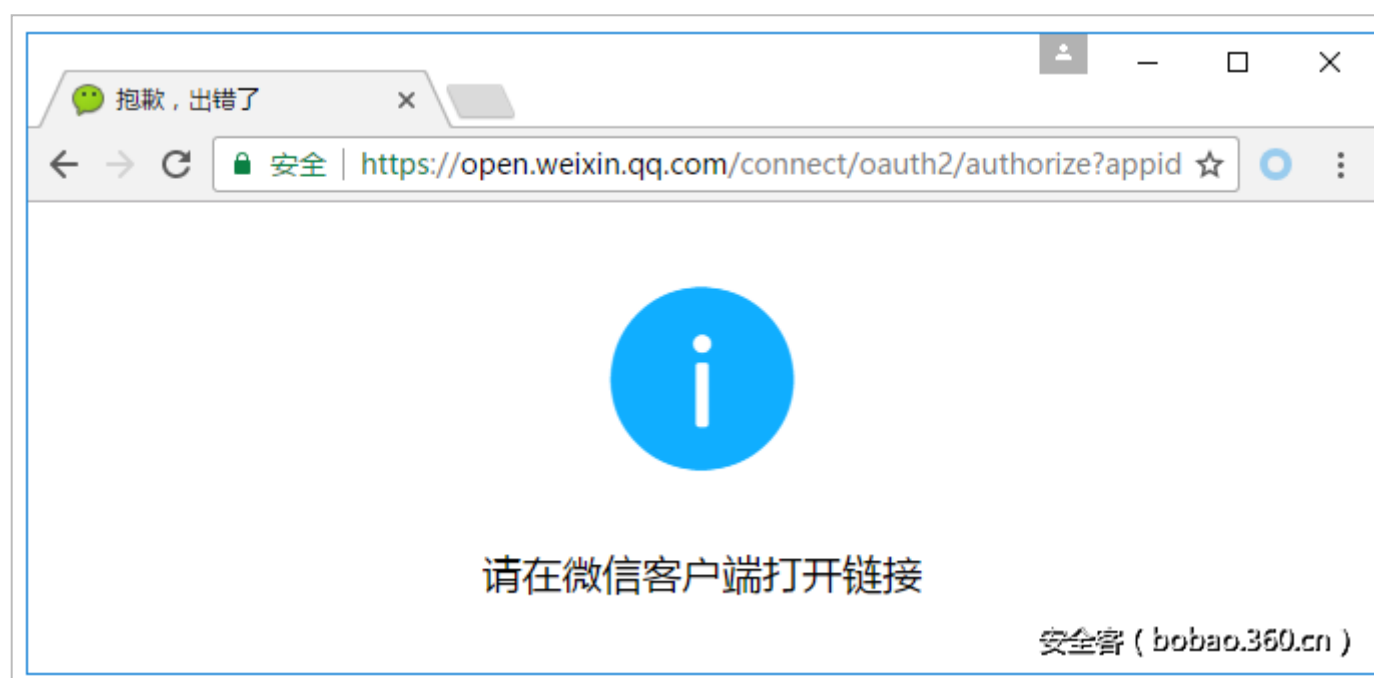 抱歉，出错了
安全 https://open.weixin.qq.com/connect/oauth2/authorize?appid
请在微信客户端打开链接
安全客（bobao.360.cn）